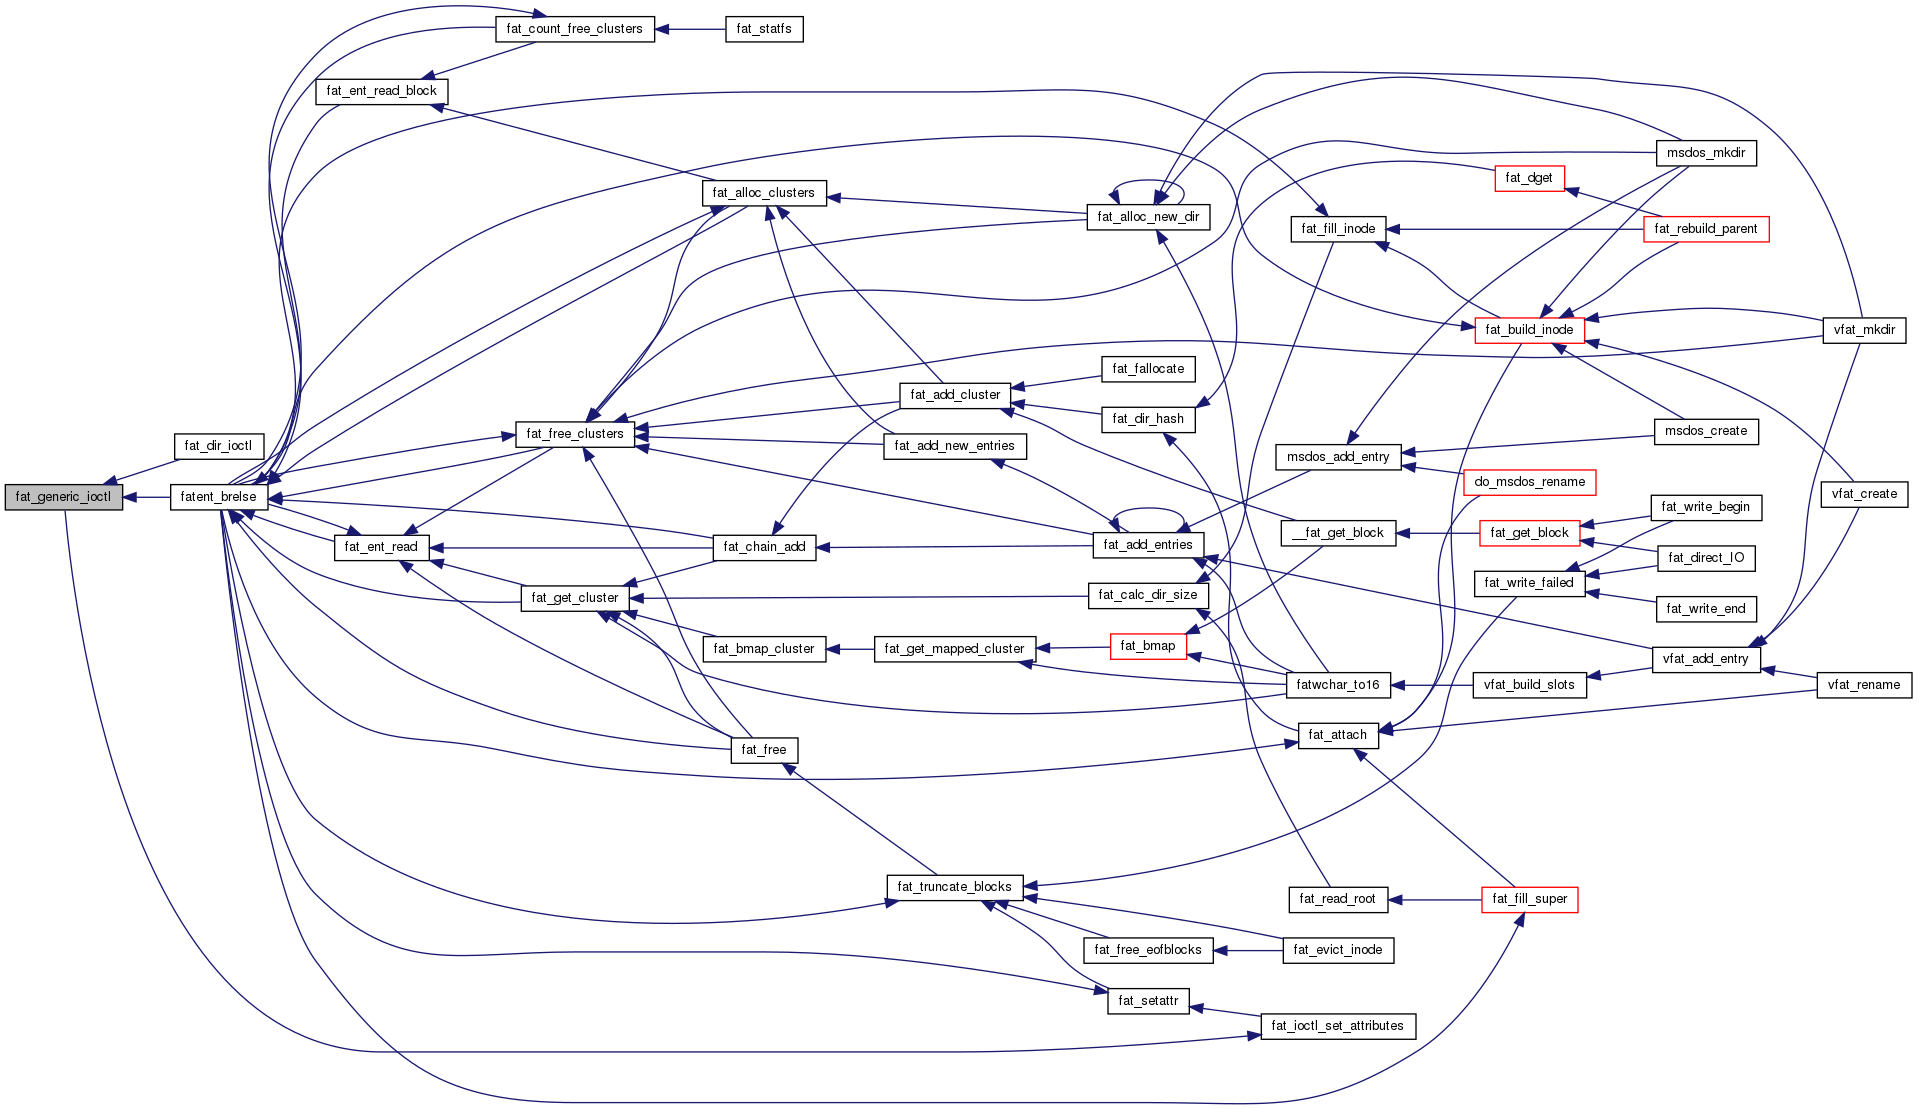 fat_count_free_clusters
fat_statfs
fat_ent_read_block
msdos_mkdir
fat_dget
fat_alloc_clusters
fat_alloc_new_dir
fat_fill_inode
fat_rebuild_parent
fat_build_inode
vfat_mkdir
fat_fallocate
fat_add_cluster
fat_dir_hash
fat_dir_ioctl
fat_free_clusters
fat_add_new_entries
msdos_create
msdos_add_entry
do_msdos_rename
fat_generic_ioctl
fatent_brelse
vfat_create
fat_write_begin
fat_ent_read
fat_chain_add
fat_add_entries
__fat_get_block
fat_get_block
fat_direct_IO
fat_write_failed
fat_get_cluster
fat_calc_dir_size
fat_write_end
fat_bmap_cluster
fat_get_mapped_cluster
fat_bmap
vfat_add_entry
fatwchar_to16
vfat_build_slots
vfat_rename
fat_attach
fat_free
fat_truncate_blocks
fat_read_root
fat_fill_super
fat_free_eofblocks
fat_evict_inode
fat_setattr
fat_ioctl_set_attributes